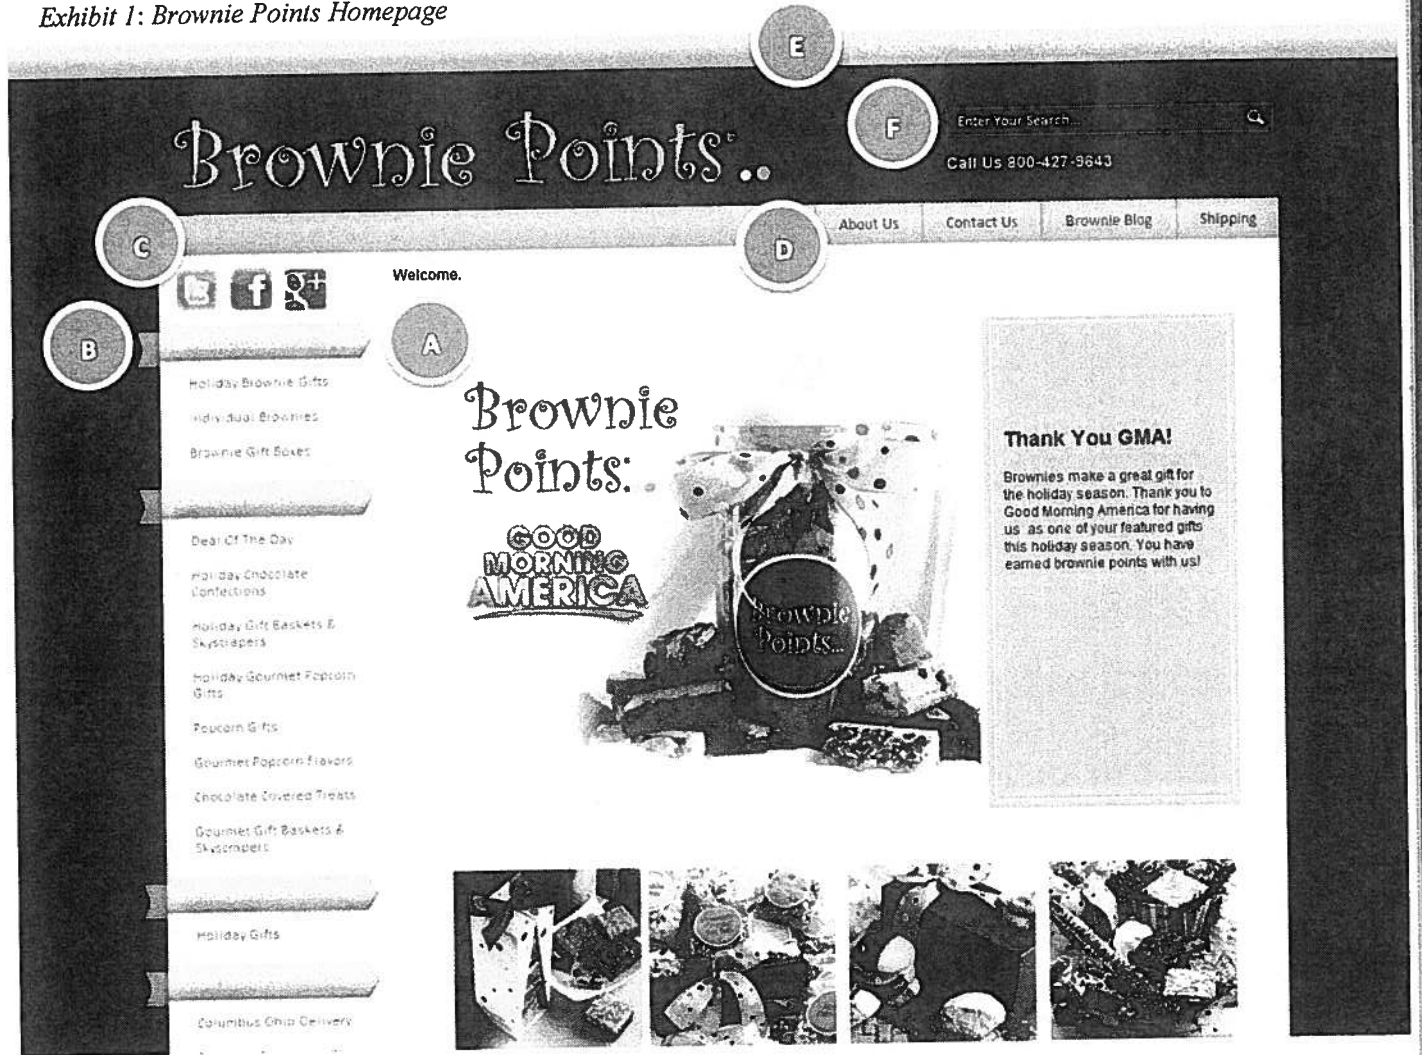 Exhibit 1: Brownie Points Homepage
E
F
Enter Your Search...
Brownie Points...
Call Us 800-427-9643
C
D
About Us
Contact Us
Brownie Blog
Shipping
Welcome.
B
A
Holiday Brownie Gifts
Individual Brownies
Brownie Gift Boxes
Deal Of The Day
Holiday Chocolate
Confections
Holiday Gift Baskets &
Skyscrapers
Holiday Gourmet Popcorn
Gifts
Popcorn Gifts
Gourmet Popcorn Flavors
Chocolate Covered Treats
Gourmet Gift Baskets &
Skyscrapers
Holiday Gifts
Columbus Ohio Delivery
Brownie
Points:
GOOD
MORNING
AMERICA
Brownie
Points...
Thank You GMA!
Brownies make a great gift for
the holiday season. Thank you to
Good Morning America for having
us as one of your featured gifts
this holiday season. You have
earned brownie points with us!